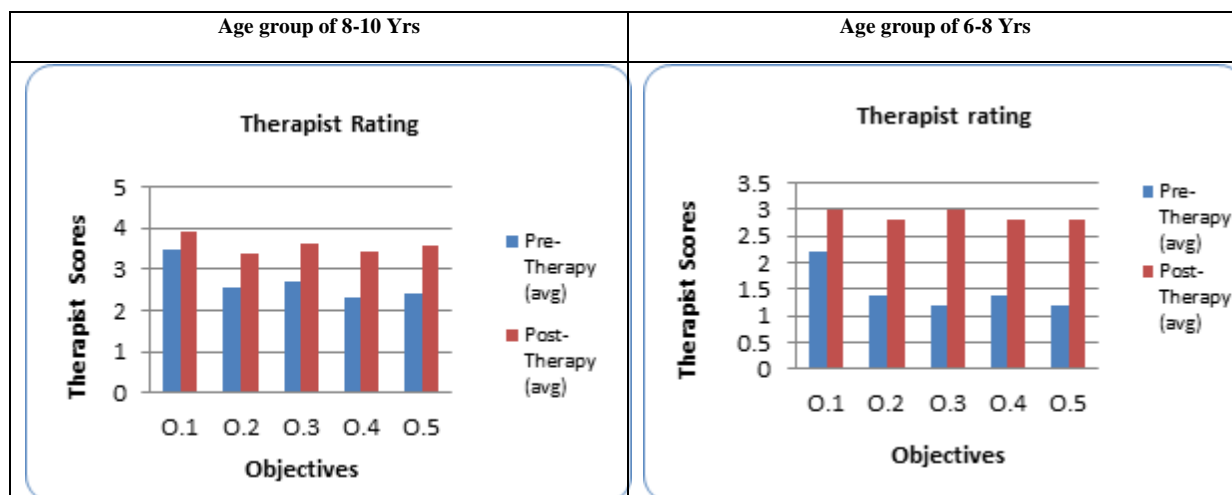 Age group of 8-10 Yrs
Age group of 6-8 Yrs
Therapist Rating
5
4
3
2
1
0
Therapist Scores
O.1 O.2 O.3 O.4 O.5
Objectives
Pre-
Therapy
(avg)
Post-
Therapy
(avg)
Therapist rating
3.5
3
2.5
2
1.5
1
0.5
0
Therapist Scores
O.1 O.2 O.3 O.4 O.5
Objectives
Pre-
Therapy
(avg)
Post-
Therapy
(avg)